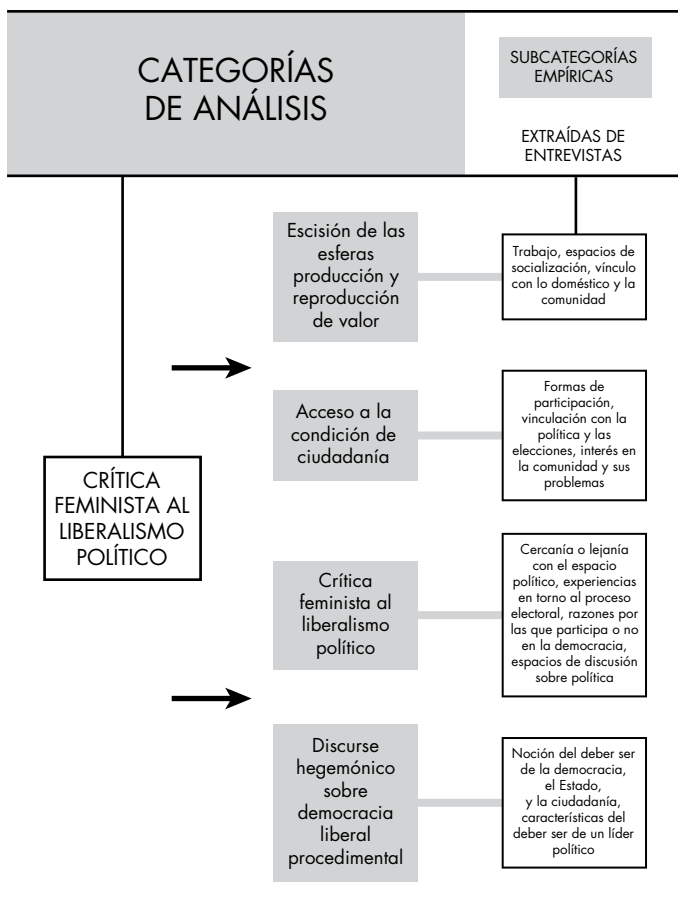 CATEGORÍAS
DE ANÁLISIS
SUBCATEGORÍAS
EMPÍRICAS
EXTRAÍDAS DE
ENTREVISTAS
CRÍTICA
FEMINISTA AL
LIBERALISMO
POLÍTICO
Escisión de las
esferas
producción y
reproducción
de valor
Trabajo, espacios de
socialización, vínculo
con lo doméstico y la
comunidad
Acceso a la
condición de
ciudadanía
Formas de
participación,
vinculación con la
política y las
elecciones, interés en
la comunidad y sus
problemas
Crítica
feminista al
liberalismo
político
Cercanía o lejanía
con el espacio
político, experiencias
en torno al proceso
electoral, razones por
las que participa o no
en la democracia,
espacios de discusión
sobre política
Discurse
hegemónico
sobre
democracia
liberal
procedimental
Noción del deber ser
de la democracia,
el Estado,
y la ciudadanía,
características del
deber ser de un líder
político